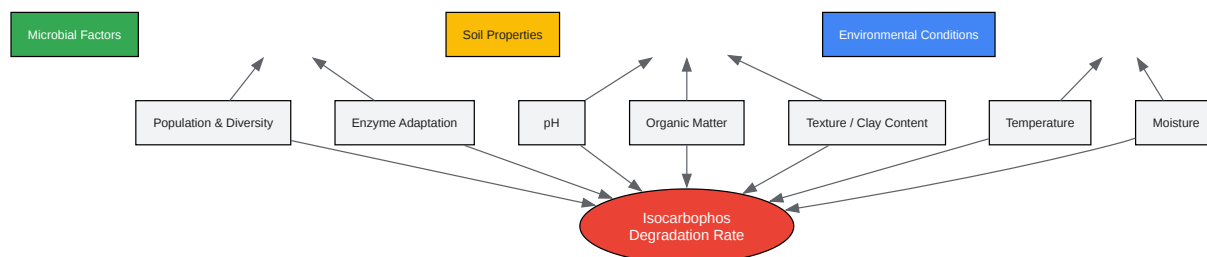 Microbial Factors
Soil Properties
Environmental Conditions
Population & Diversity
Enzyme Adaptation
pH
Organic Matter
Texture / Clay Content
Temperature
Moisture
Isocarbophos
Degradation Rate